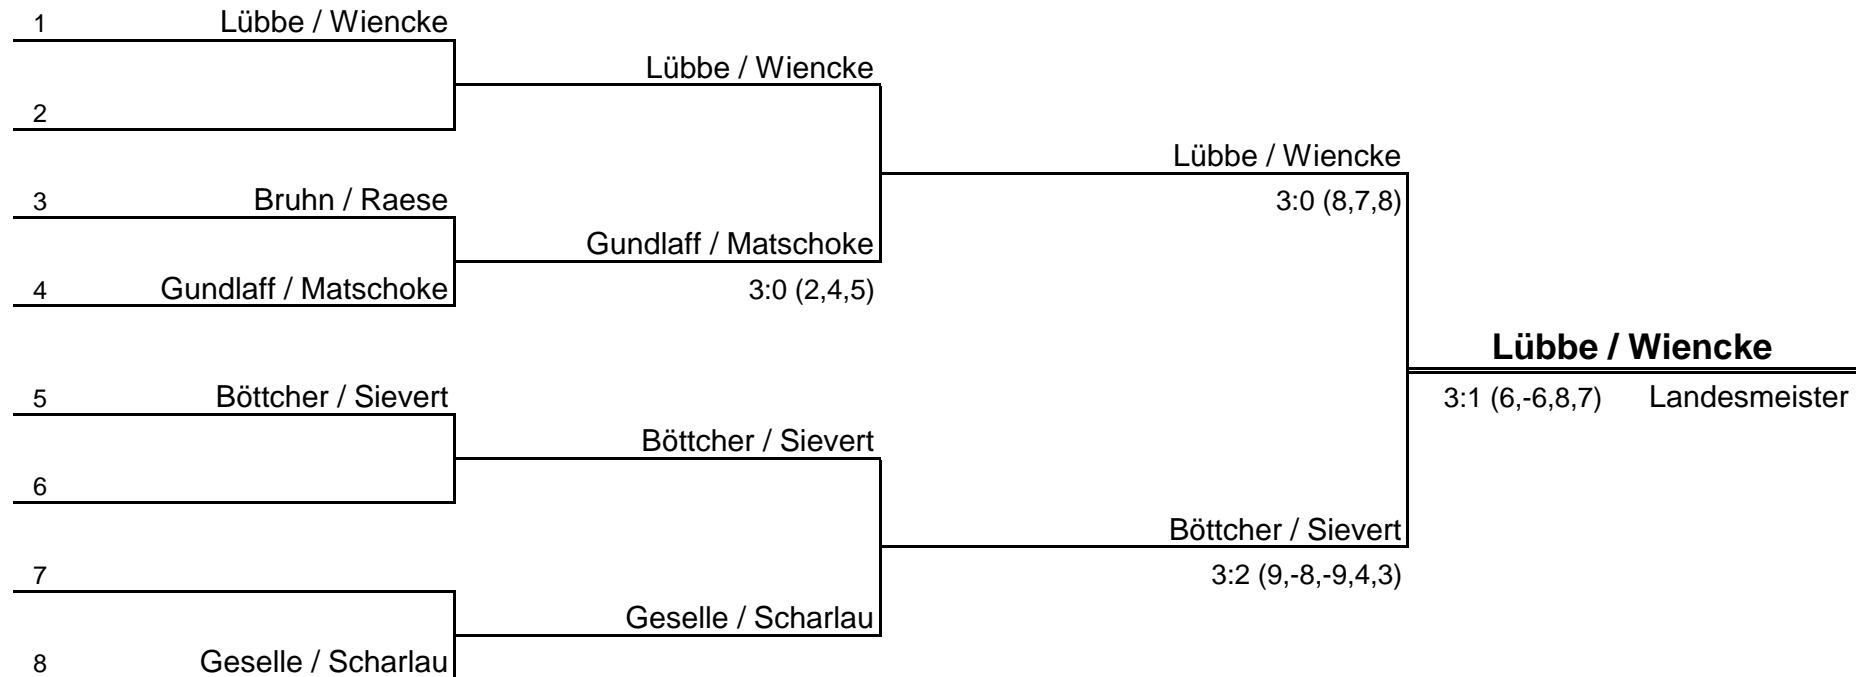 1 Lübbe / Wiencke
Lübbe / Wiencke
2
Lübbe / Wiencke
3 Bruhn / Raese
3:0 (8,7,8)
Gundlaff / Matschoke
4 Gundlaff / Matschoke
3:0 (2,4,5)
Lübbe / Wiencke
5 Böttcher / Sievert
3:1 (6,-6,8,7) Landesmeister
Böttcher / Sievert
6
Böttcher / Sievert
7
3:2 (9,-8,-9,4,3)
Geselle / Scharlau
8 Geselle / Scharlau